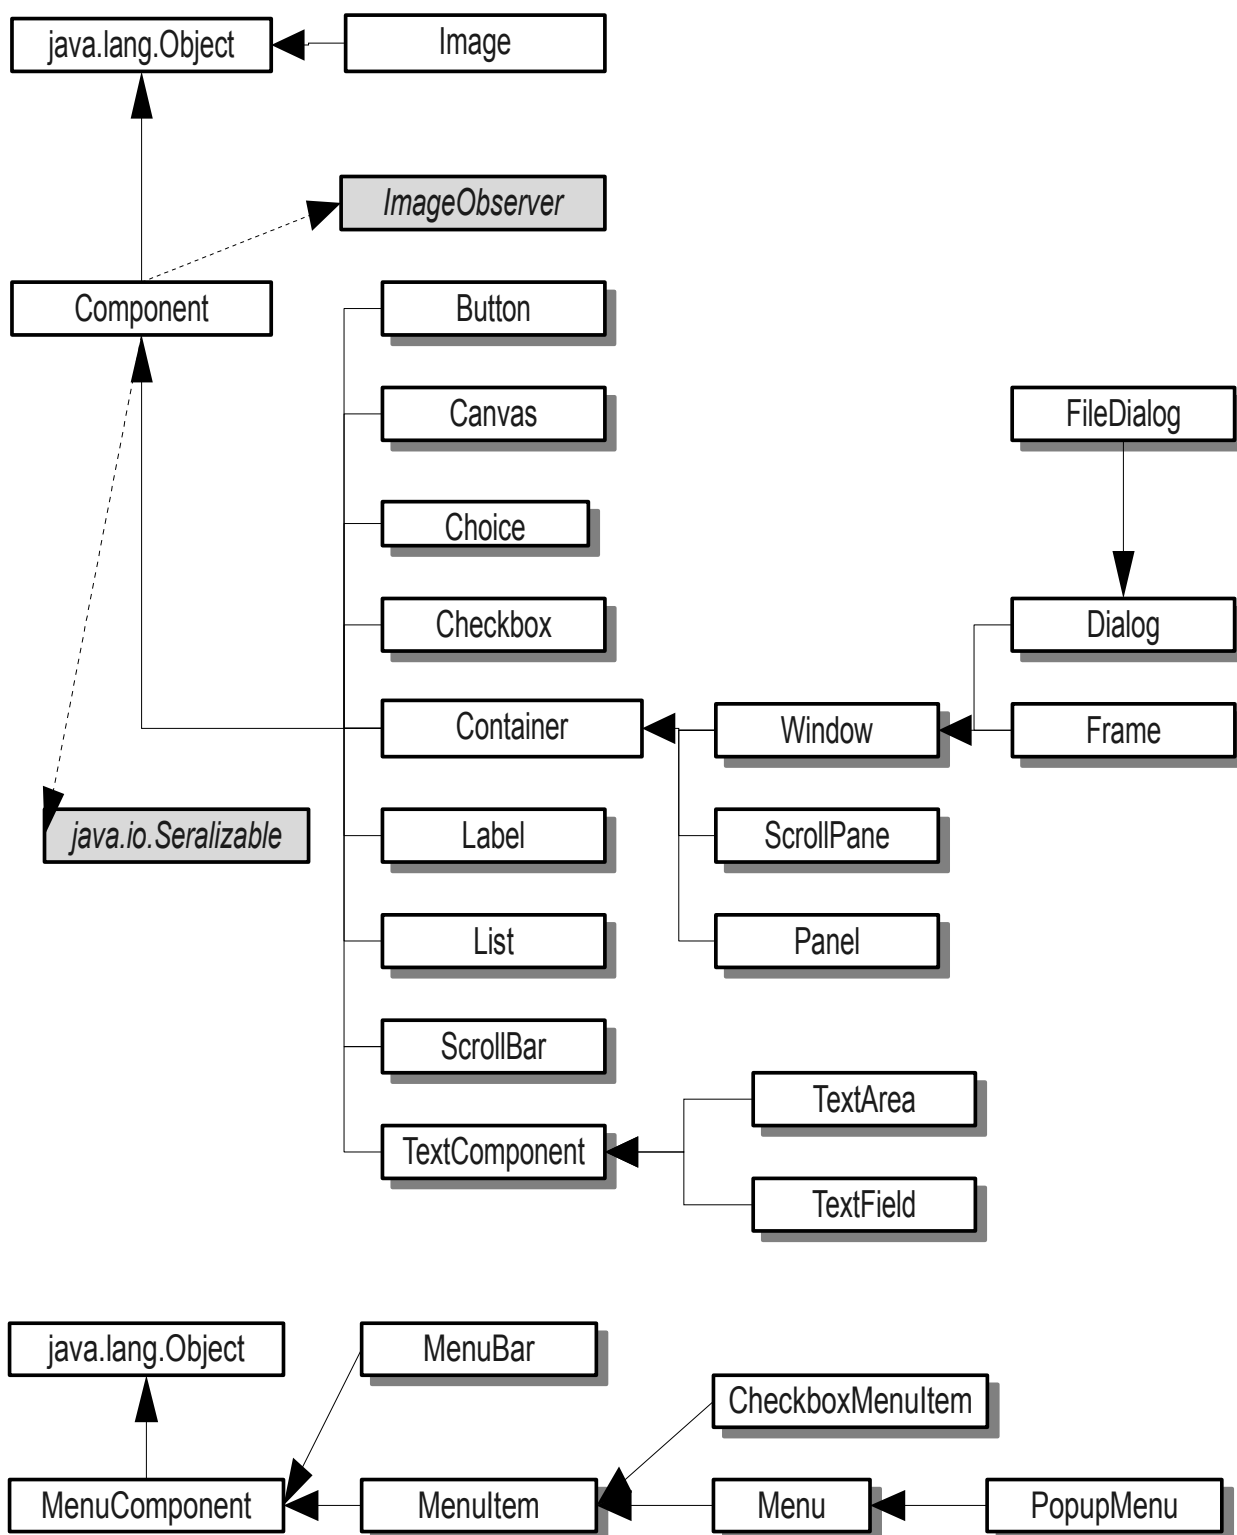 java.lang.Object
Image
ImageObserver
Component
Button
Canvas
FileDialog
Choice
Checkbox
Dialog
Container
Window
Frame
java.io.Seralizable
Label
ScrollPane
List
Panel
ScrollBar
TextArea
TextComponent
TextField
java.lang.Object
MenuBar
CheckboxMenuItem
MenuComponent
MenuItem
Menu
PopupMenu